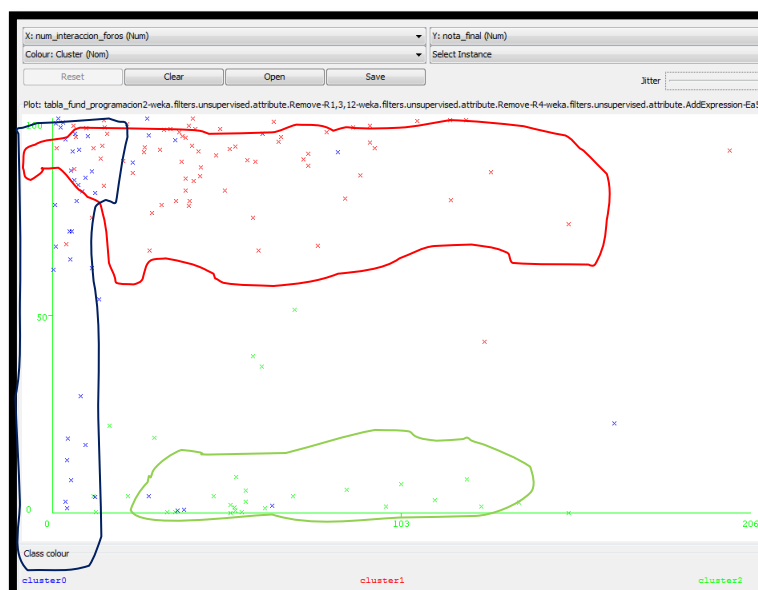 X: num_interaccion_foros (Num) Y: nota_final (Num)
Colour: Cluster (Nom) Select Instance
Reset Clear Open Save Jitter
Plot: tabla_fund_programacion2-weka.filters.unsupervised.attribute.Remove-R1,3,12-weka.filters.unsupervised.attribute.Remove-R4-weka.filters.unsupervised.attribute.AddExpression-Ea
100
50
0
0 103 206
Class colour
cluster0 cluster1 cluster2